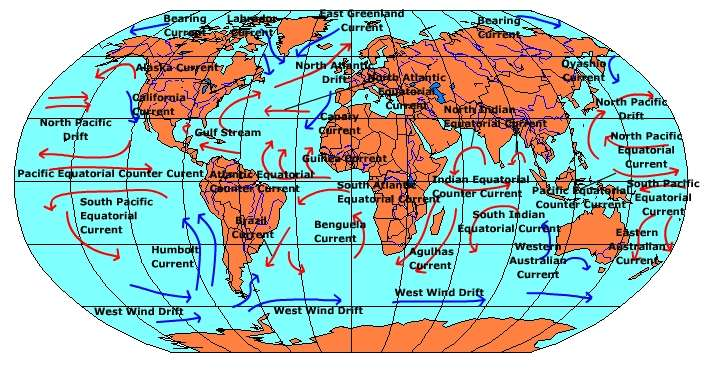 Bearing
Current
Labrador
Current
East Greenland
Current
Bearing
Current
Alaska Current
North Atlantic
Drift
North Atlantic
Equatorial
Current
Oyashio
Current
California
Current
North Indian
Equatorial Current
North Pacific
Drift
North Pacific
Drift
Gulf Stream
Canary
Current
North Pacific
Equatorial
Current
Guinea Current
Pacific Equatorial Counter Curent
Atlantic Equatorial
Counter Current
South Atlantic
Equatorial Current
Indian Equatorial
Counter Current
Pacific Equatorial
Counter Current
South Pacific
Equatorial
Current
South Pacific
Equatorial
Current
Brazil
Current
Benguela
Current
South Indian
Equatorial Current
Humbolt
Current
Agulhas
Current
Western
Australian
Current
Eastern
Australian
Current
West Wind Drift
West Wind Drift
West Wind Drift